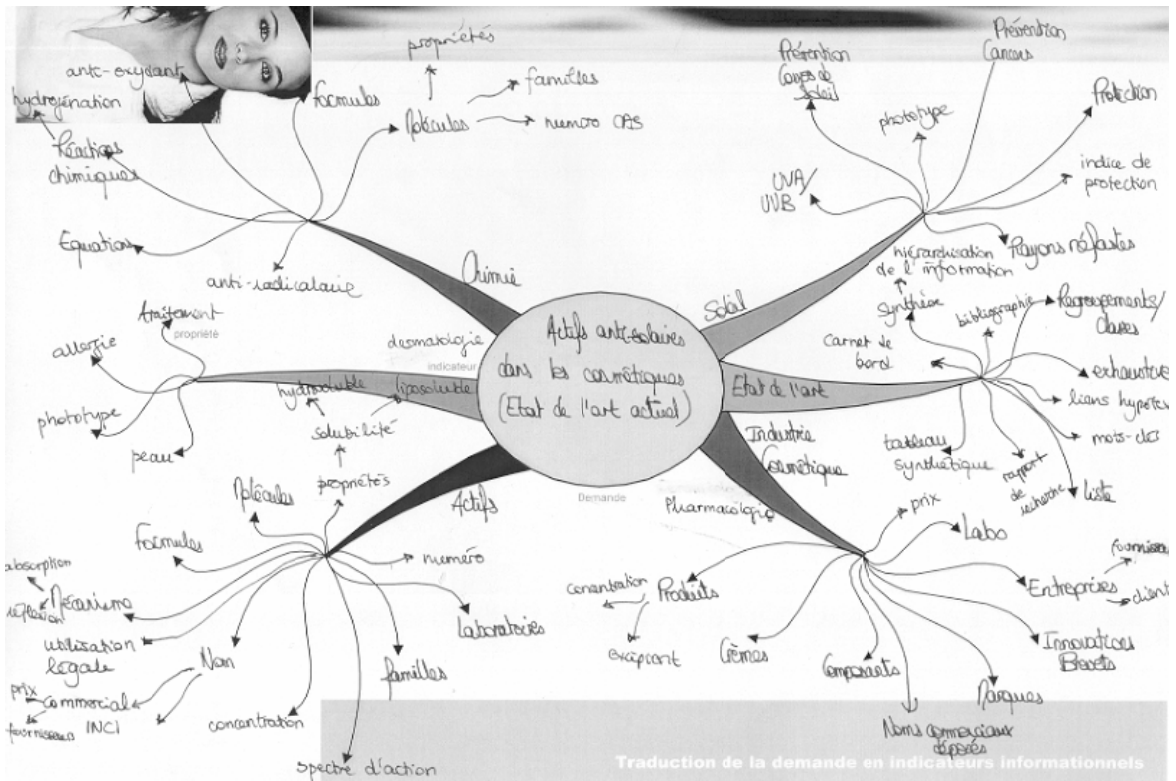 propriétés
Prévention
Coups de
Soleil
Prévention
Cancers
anti-oxydant
familles
hydrogénation
Formules
Molécules
numéro CAS
Protection
phototype
Réactions
chimiques
indice de
protection
UVA/
UVB
Equations
anti-radicalaire
Chimie
Rayons néfastes
hiérarchisation
de l'information
Soleil
Synthèse
bibliographie
Regroupements/
classes
traitement
propriété
allergie
dermatologie
indicateur
Actifs anti-solaires
dans les cosmétiques
(Etat de l'art actuel)
Demande
Carnet de
bord
Etat de l'art
hydrosoluble
liposoluble
liens hypertex
mots-clés
phototype
peau
solubilité
propriétés
Industrie
Cosmétique
tableau
synthétique
rapport
de
recherche
liste
Molécules
Actifs
Pharmacologie
prix
Labo
Formules
numéro
absorption
réflexion
Mécanisme
concentration
Produits
Entreprises
client
Laboratoires
utilisation
légale
Nom
familles
excipient
Crèmes
Composants
Innovations
Brevets
prix
commercial
fournisseurs
INCI
concentration
Marques
Noms commerciaux
déposés
spectre d'action
Traduction de la demande en indicateurs informationnels